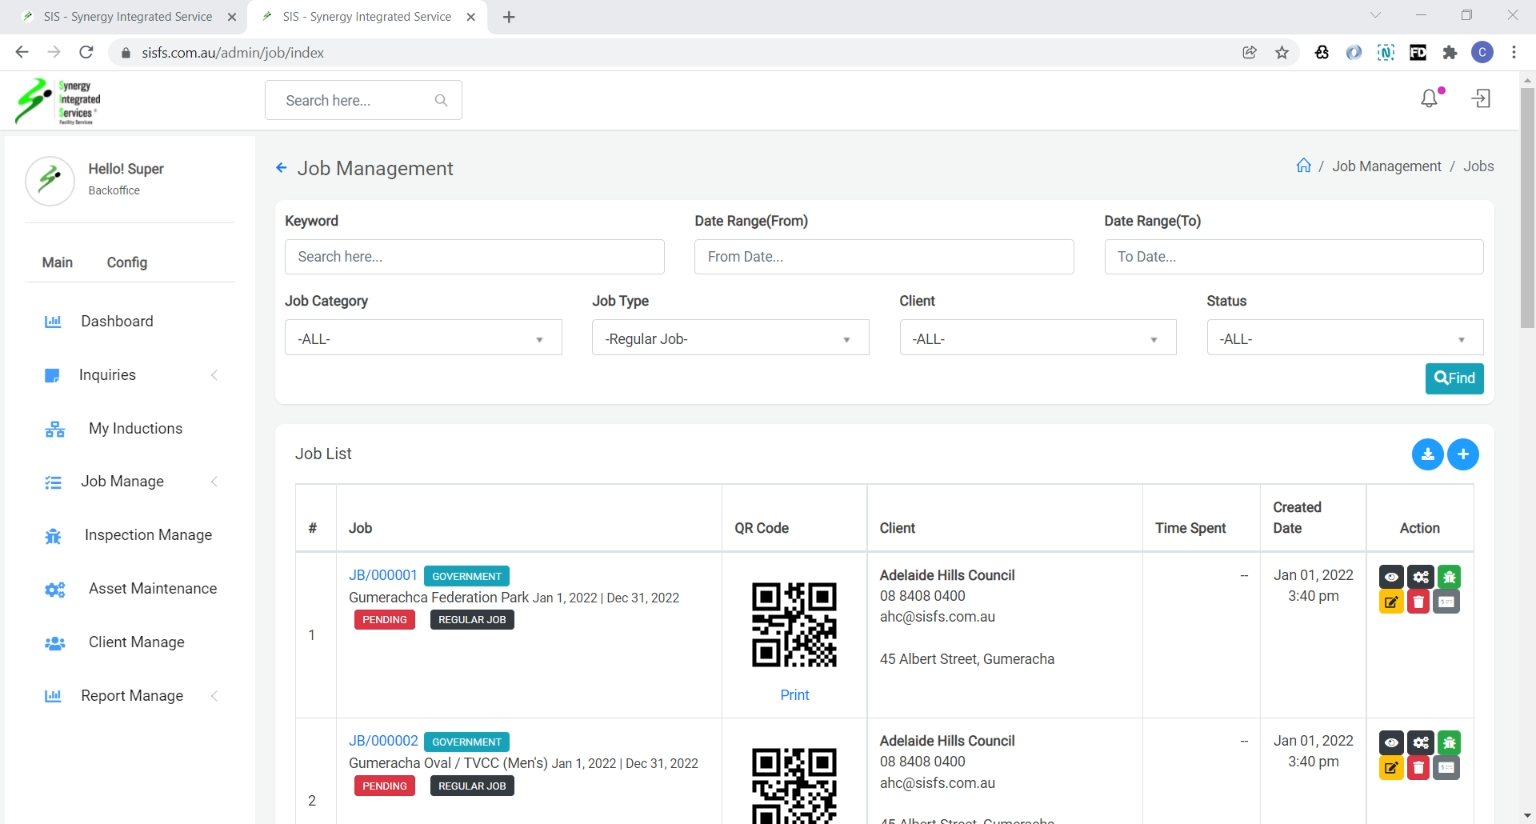 SIS - Synergy Integrated Service
SIS - Synergy Integrated Service
sisfs.com.au/admin/job/index
FD
C
Synergy
Integrated
Services
Facility Services
Search here...
Hello! Super
Backoffice
Main Config
Dashboard
Inquiries
My Inductions
Job Manage
Inspection Manage
Asset Maintenance
Client Manage
Report Manage
Job Management
/ Job Management / Jobs
Keyword Date Range(From) Date Range(To)
Search here... From Date... To Date...
Job Category Job Type Client Status
-ALL- -Regular Job- -ALL- -ALL-
Find
Job List
# Job QR Code Client Time Spent Created Date Action
1
JB/000001 GOVERNMENT
Gumerachca Federation Park Jan 1, 2022 | Dec 31, 2022
PENDING REGULAR JOB
Print
Adelaide Hills Council
08 8408 0400
ahc@sisfs.com.au
45 Albert Street, Gumeracha
--
Jan 01, 2022
3:40 pm
2
JB/000002 GOVERNMENT
Gumeracha Oval / TVCC (Men's) Jan 1, 2022 | Dec 31, 2022
PENDING REGULAR JOB
Adelaide Hills Council
08 8408 0400
ahc@sisfs.com.au
45 Albert Street, Gumeracha
--
Jan 01, 2022
3:40 pm